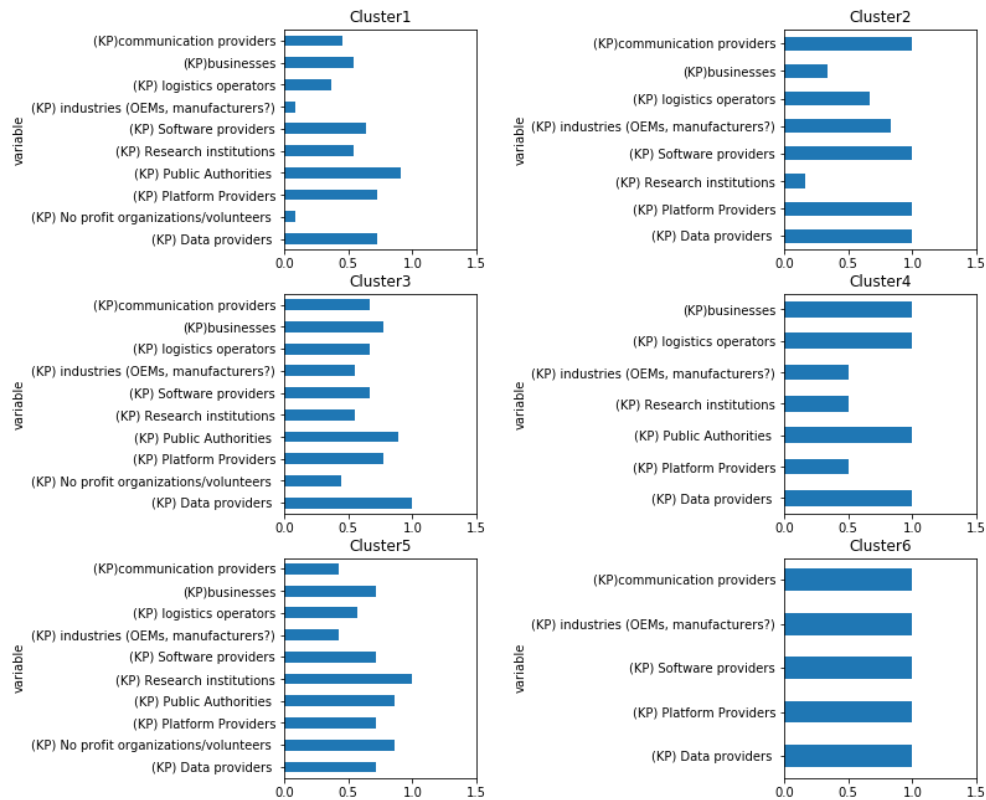 Cluster1
(KP)communication providers
(KP)businesses
(KP) logistics operators
(KP) industries (OEMs, manufacturers?)
(KP) Software providers
(KP) Research institutions
(KP) Public Authorities
(KP) Platform Providers
(KP) No profit organizations/volunteers
(KP) Data providers
variable
0.0 0.5 1.0 1.5
Cluster2
(KP)communication providers
(KP)businesses
(KP) logistics operators
(KP) industries (OEMs, manufacturers?)
(KP) Software providers
(KP) Research institutions
(KP) Platform Providers
(KP) Data providers
variable
0.0 0.5 1.0 1.5
Cluster3
(KP)communication providers
(KP)businesses
(KP) logistics operators
(KP) industries (OEMs, manufacturers?)
(KP) Software providers
(KP) Research institutions
(KP) Public Authorities
(KP) Platform Providers
(KP) No profit organizations/volunteers
(KP) Data providers
variable
0.0 0.5 1.0 1.5
Cluster4
(KP)businesses
(KP) logistics operators
(KP) industries (OEMs, manufacturers?)
(KP) Research institutions
(KP) Public Authorities
(KP) Platform Providers
(KP) Data providers
variable
0.0 0.5 1.0 1.5
Cluster5
(KP)communication providers
(KP)businesses
(KP) logistics operators
(KP) industries (OEMs, manufacturers?)
(KP) Software providers
(KP) Research institutions
(KP) Public Authorities
(KP) Platform Providers
(KP) No profit organizations/volunteers
(KP) Data providers
variable
0.0 0.5 1.0 1.5
Cluster6
(KP)communication providers
(KP) industries (OEMs, manufacturers?)
(KP) Software providers
(KP) Platform Providers
(KP) Data providers
variable
0.0 0.5 1.0 1.5